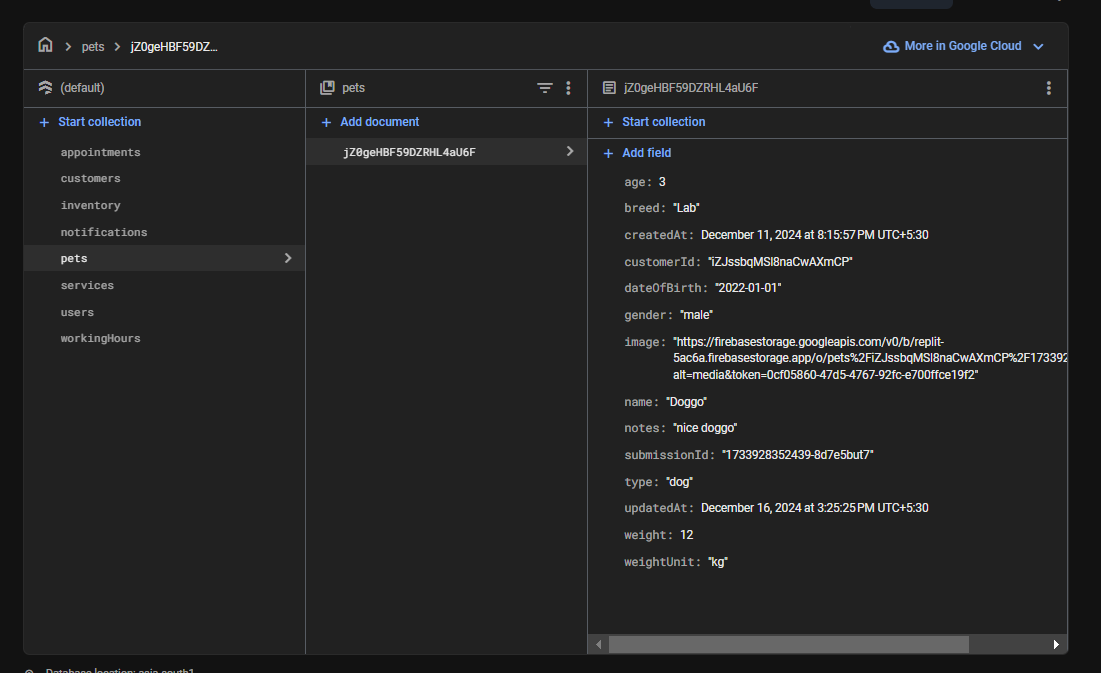 pets
jZ0geHBF59DZ...
More in Google Cloud
(default)
pets
jZ0geHBF59DZRHL4aU6F
Start collection
Add document
Start collection
appointments
customers
inventory
notifications
pets
services
users
workingHours
jZ0geHBF59DZRHL4aU6F
Add field
age: 3
breed: "Lab"
createdAt: December 11, 2024 at 8:15:57 PM UTC+5:30
customerId: "iZJssbqMSl8naCwAXmCP"
dateOfBirth: "2022-01-01"
gender: "male"
image: "https://firebasestorage.googleapis.com/v0/b/replit-
5ac6a.firebasestorage.app/o/pets%2FiZJssbqMSl8naCwAXmCP%2F173392
alt=media&token=0cf05860-47d5-4767-92fc-e700ffce19f2"
name: "Doggo"
notes: "nice doggo"
submissionId: "1733928352439-8d7e5but7"
type: "dog"
updatedAt: December 16, 2024 at 3:25:25 PM UTC+5:30
weight: 12
weightUnit: "kg"
Database location: asia-south1